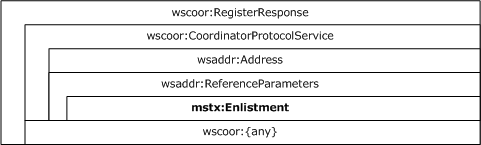 wscoor:RegisterResponse
wscoor:CoordinatorProtocolService
wsaddr:Address
wsaddr:ReferenceParameters
mstx:Enlistment
wscoor:{any}